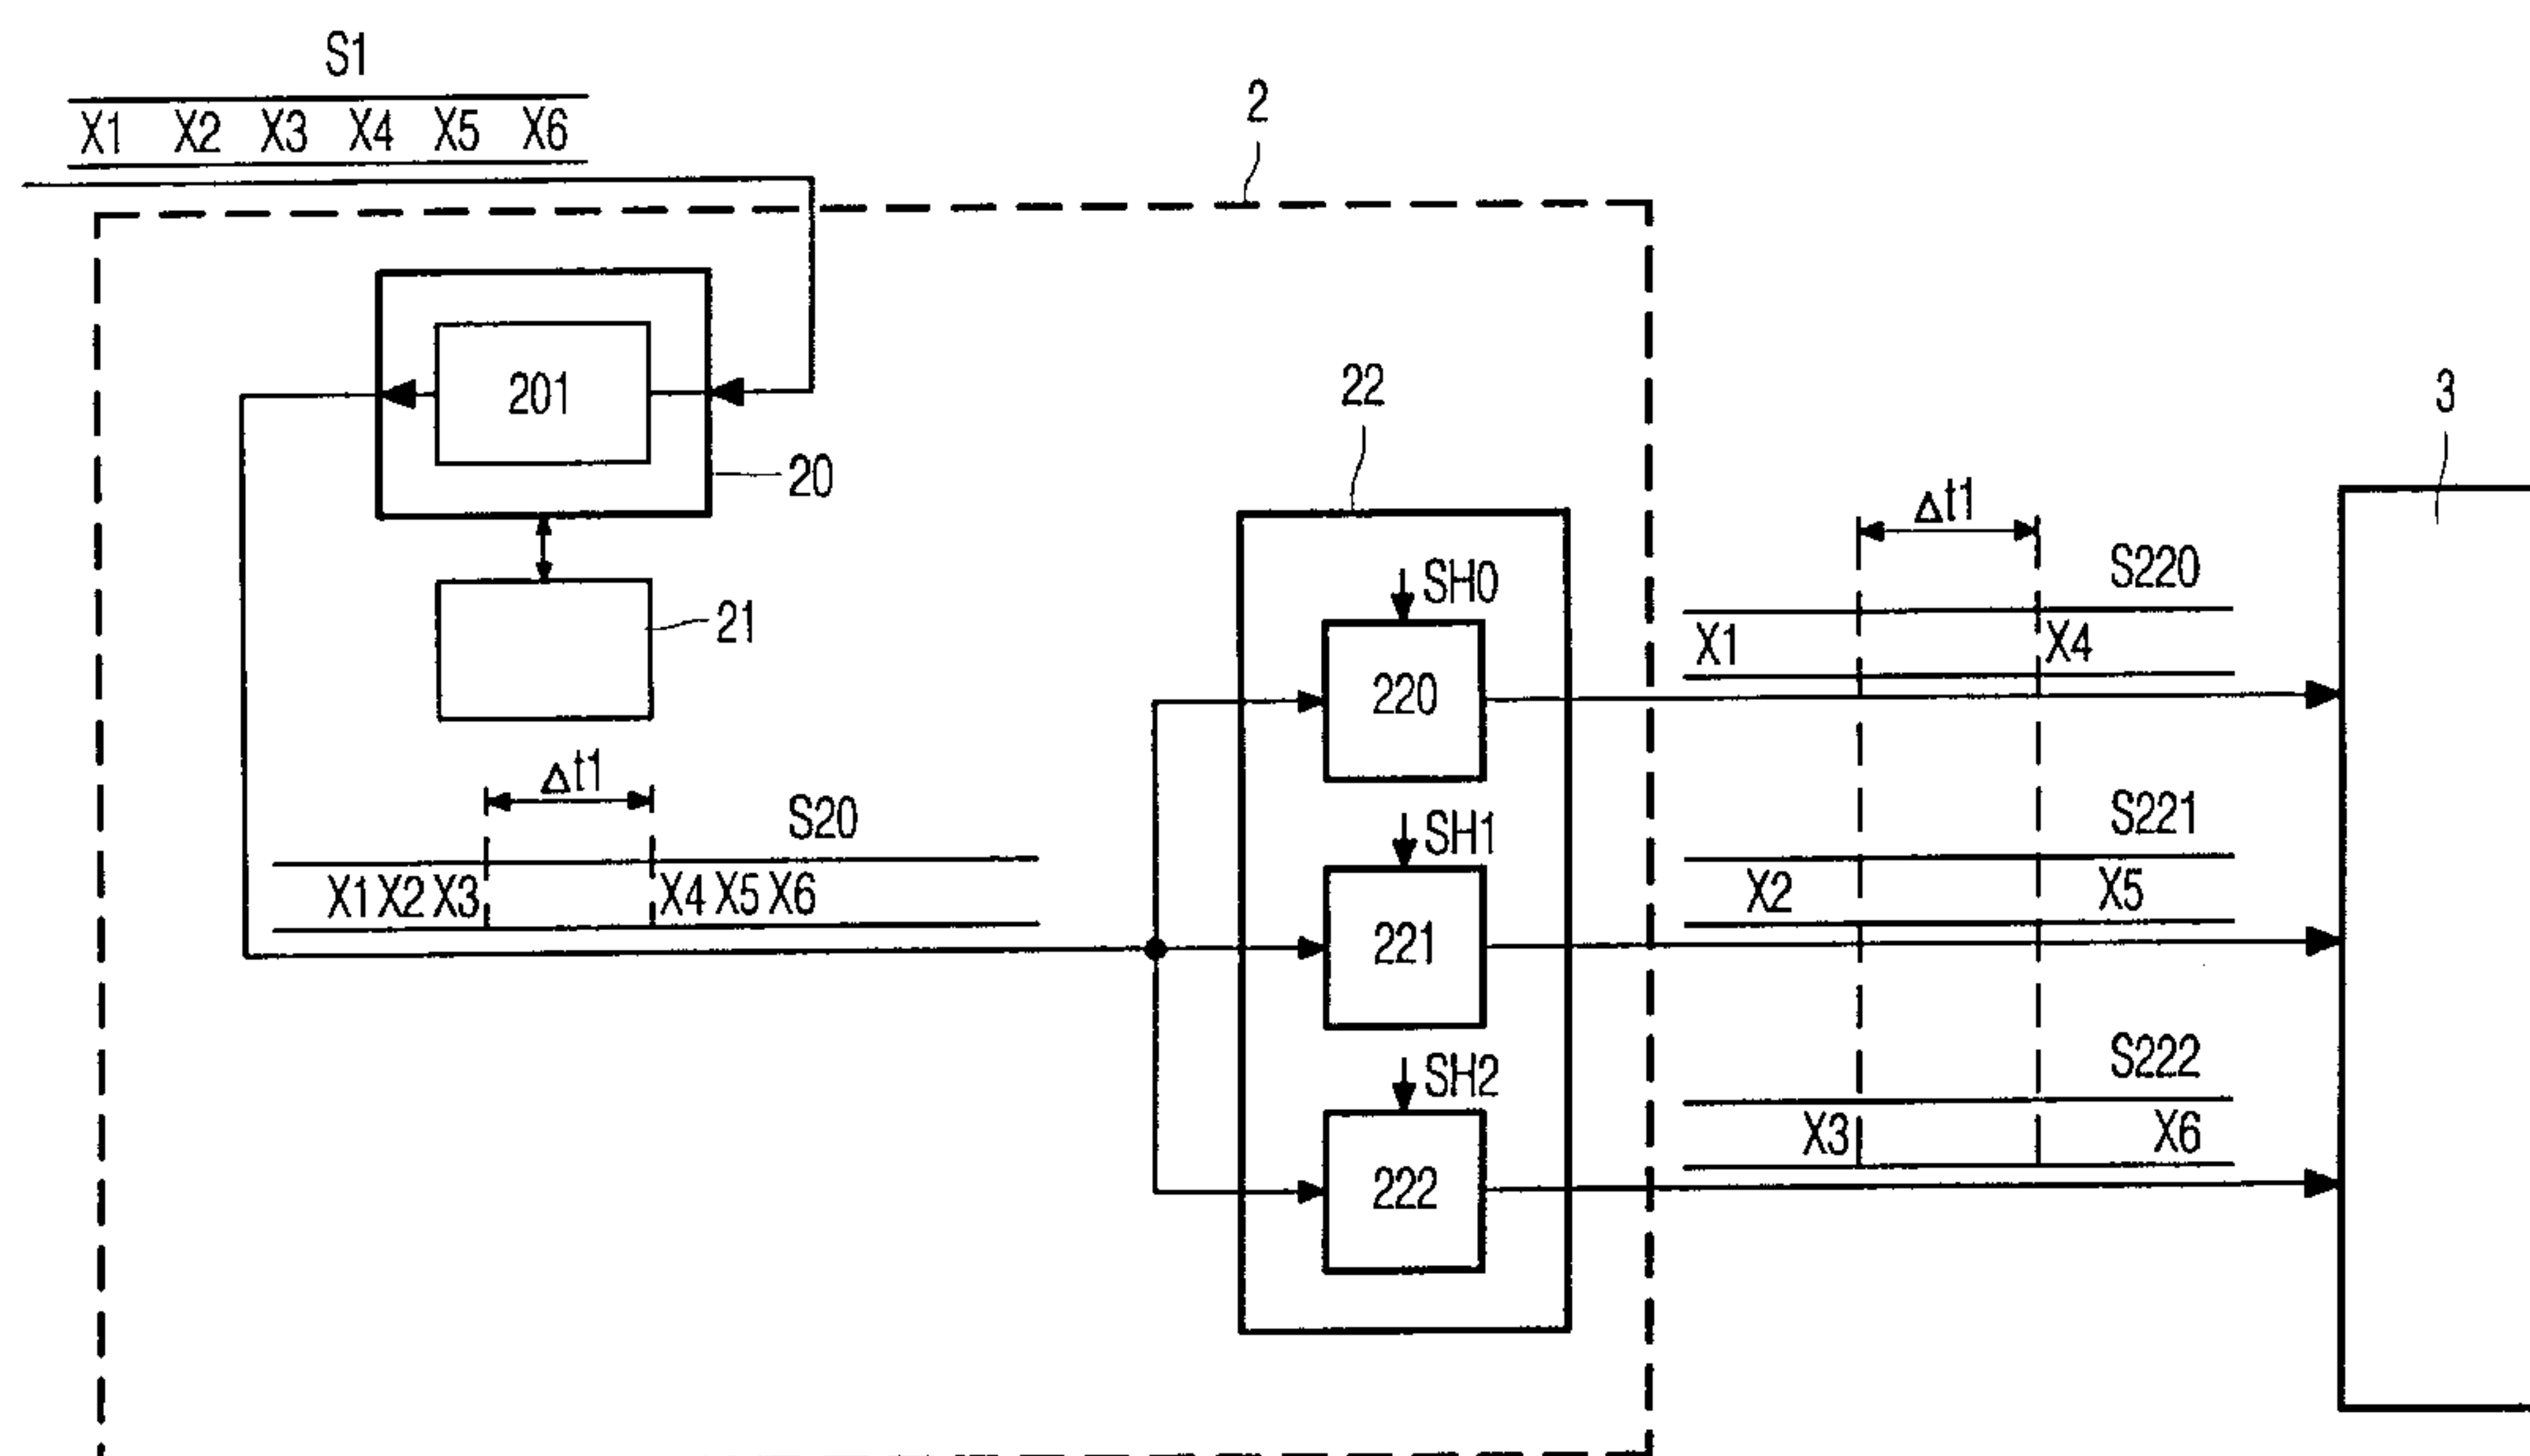 S1
X1 X2 X3 X4 X5 X6
2
201
20
21
22
3
Δt1
S20
X1 X2 X3 X4 X5 X6
SH0
220
SH1
221
SH2
222
Δt1
S220
X1 X4
S221
X2 X5
S222
X3 X6